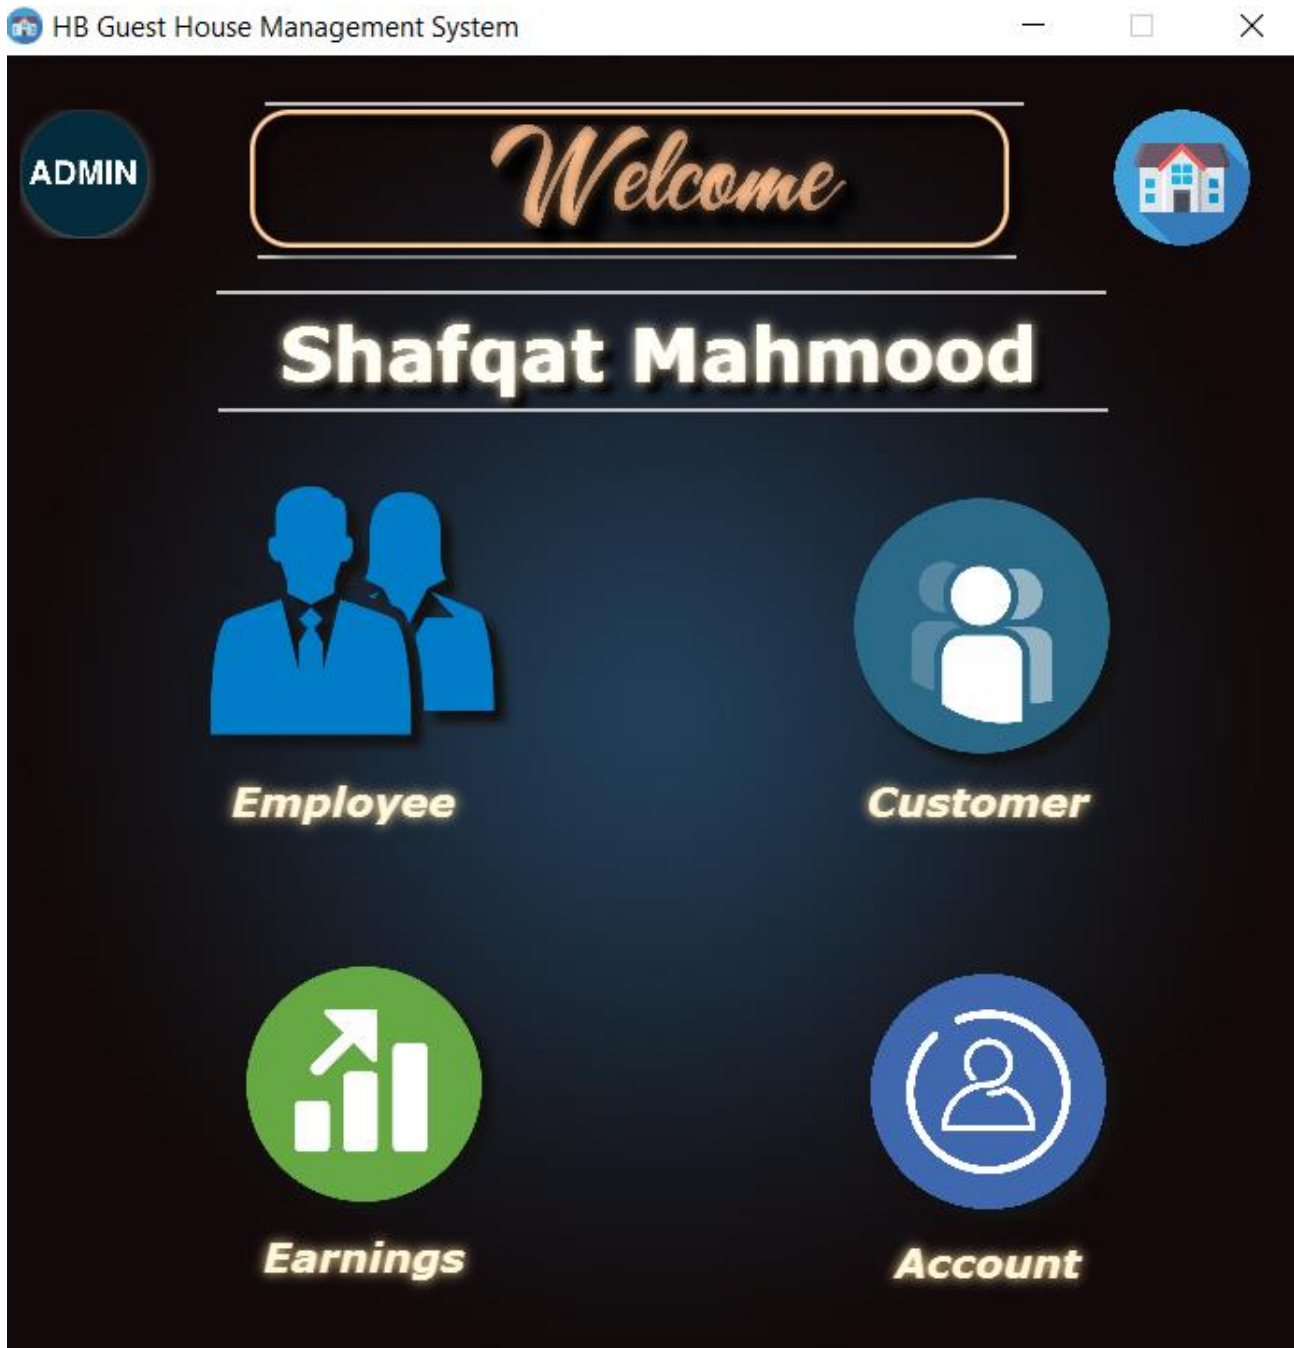 HB Guest House Management System
ADMIN
Welcome
Shafqat Mahmood
Employee
Customer
Earnings
Account